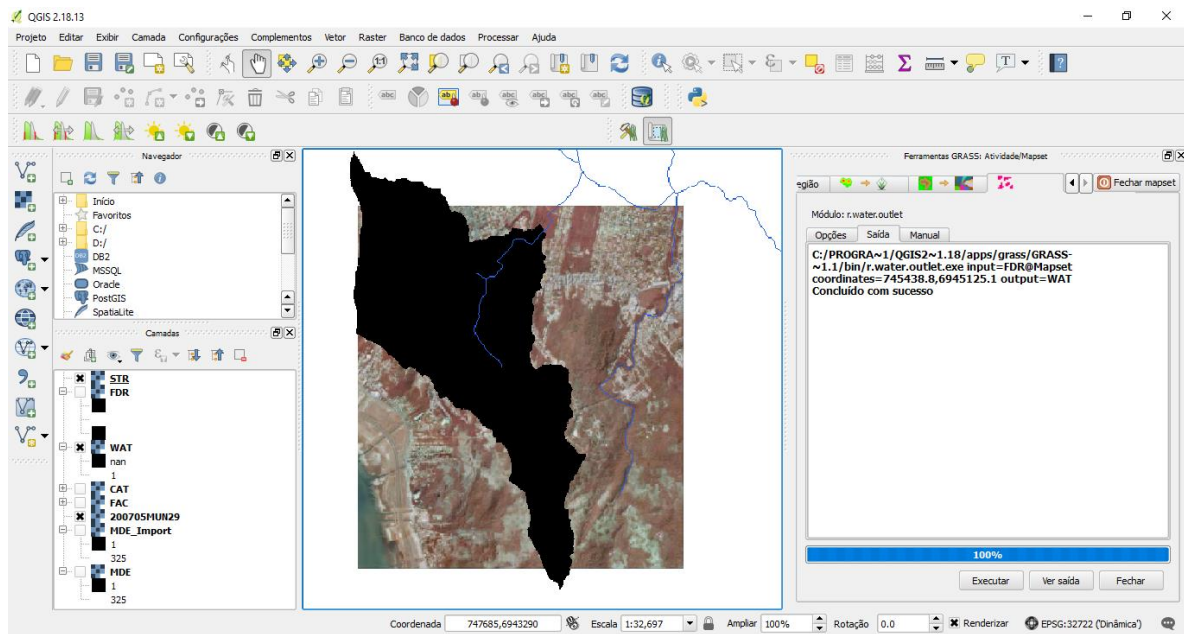 QGIS 2.18.13
Projeto Editar Exibir Camada Configurações Complementos Vetor Raster Banco de dados Processar Ajuda
Navegador
Início
Favoritos
C:/
D:/
DB2
MSSQL
Oracle
PostGIS
SpatiaLite
Camadas
STR
FDR
WAT
nan
1
CAT
FAC
200705MUN29
MDE_Import
1
325
MDE
1
325
Ferramentas GRASS: Atividade/Mapset
egião
Fechar mapset
Módulo: r.water.outlet
Opções Saída Manual
C:/PROGRA~1/QGIS2~1.18/apps/grass/GRASS-
~1.1/bin/r.water.outlet.exe input=FDR@Mapset
coordinates=745438.8,6945125.1 output=WAT
Concluído com sucesso
100%
Executar Ver saída Fechar
Coordenada 747685,6943290 Escala 1:32,697 Ampliar 100% Rotação 0.0 Renderizar EPSG:32722 ('Dinâmica')